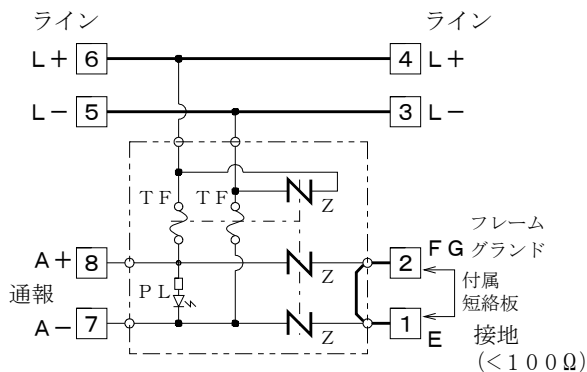 ライン ライン
L+ 6 4 L+
L− 5 3 L−
TF TF Z
A+ 8 Z 2 FG フレーム
グランド
通報 PL 付属
短絡板
A− 7 Z 1 E 接地
(<100Ω)